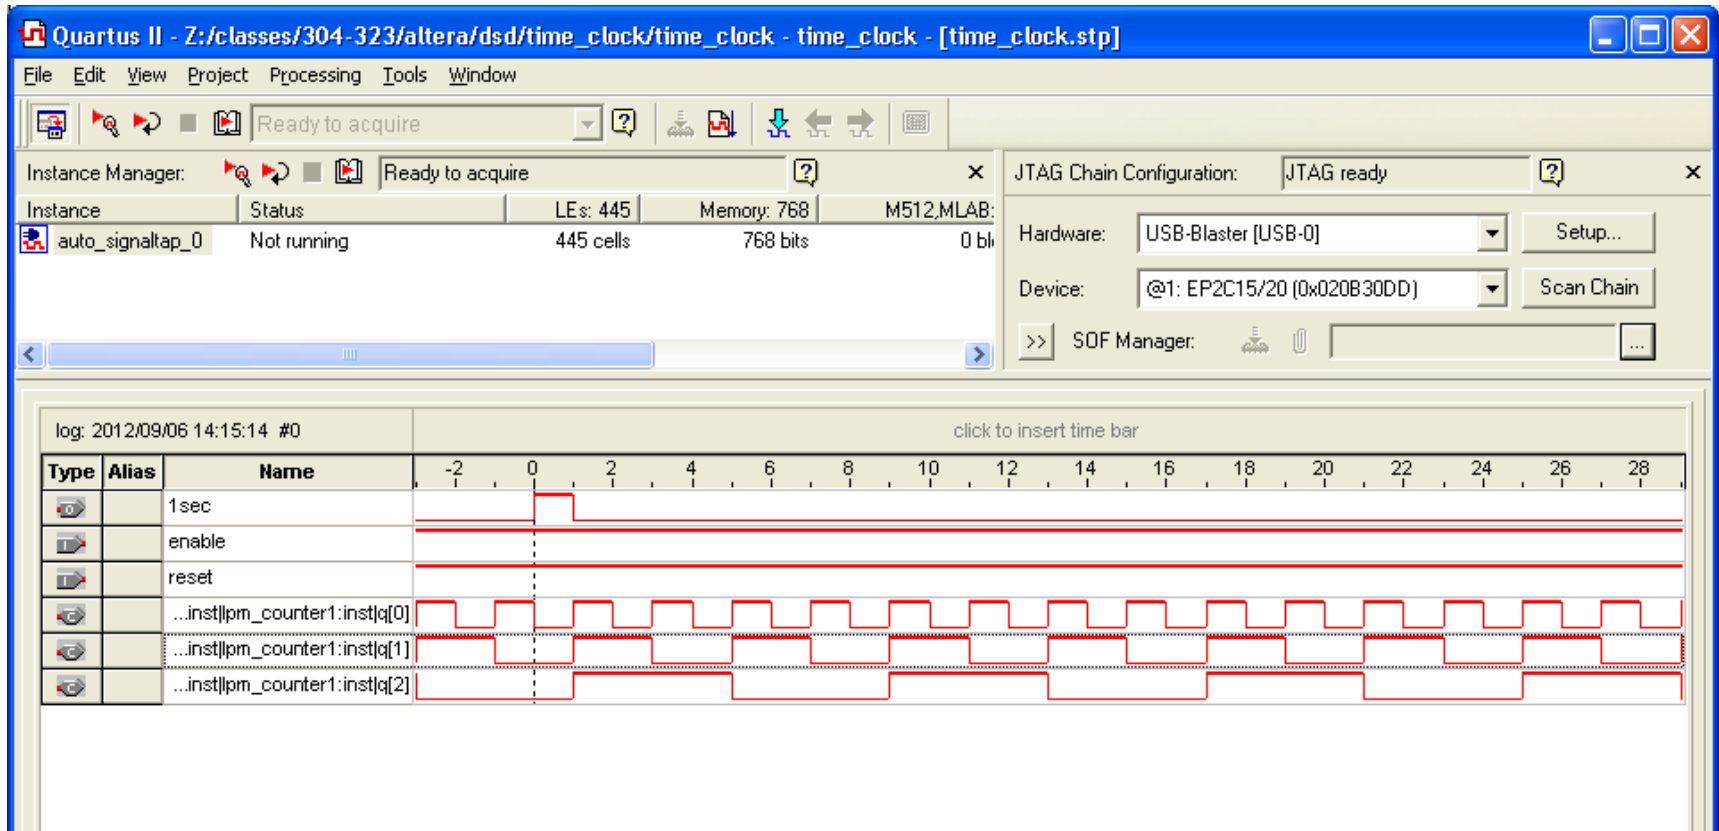 Quartus II - Z:/classes/304-323/altera/dsd/time_clock/time_clock - time_clock - [time_clock.stp]
File Edit View Project Processing Tools Window
Ready to acquire
Instance Manager: Ready to acquire
JTAG Chain Configuration: JTAG ready
Instance Status LEs: 445 Memory: 768 M512,MLAB:
auto_signaltap_0 Not running 445 cells 768 bits 0 bl
Hardware: USB-Blaster [USB-0] Setup...
Device: @1: EP2C15/20 (0x020B30DD) Scan Chain
>> SOF Manager: ...
log: 2012/09/06 14:15:14 #0 click to insert time bar
Type Alias Name -2 0 2 4 6 8 10 12 14 16 18 20 22 24 26 28
1sec
enable
reset
...inst|lpm_counter1:inst|q[0]
...inst|lpm_counter1:inst|q[1]
...inst|lpm_counter1:inst|q[2]